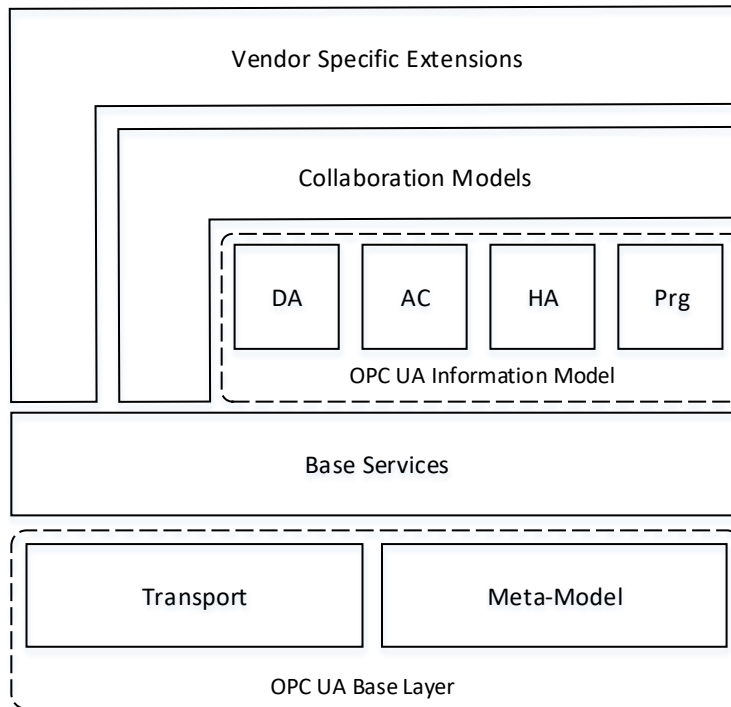 Vendor Specific Extensions
Collaboration Models
DA AC HA Prg
OPC UA Information Model
Base Services
Transport Meta-Model
OPC UA Base Layer